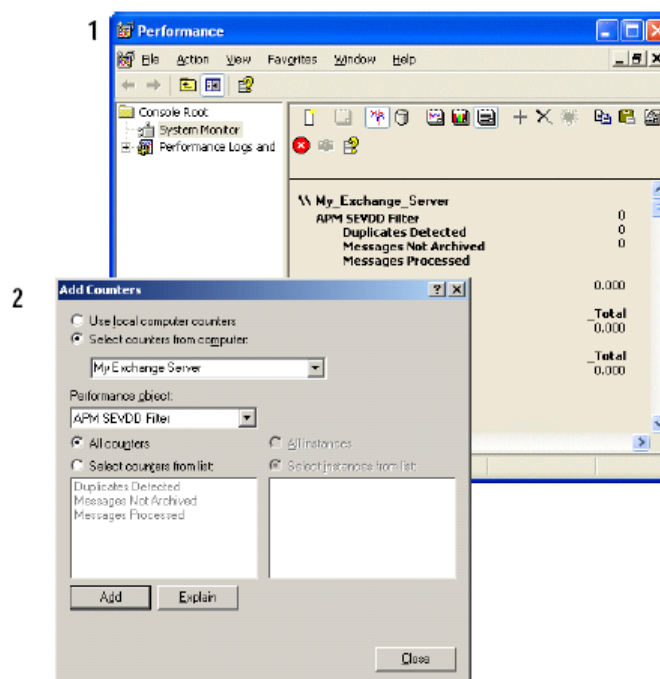 1
Performance
File Action View Favorites Window Help
Console Root
System Monitor
Performance Logs and
\\ My_Exchange_Server
APM SEVDD Filter 0
Duplicates Detected 0
Messages Not Archived 0
Messages Processed
0.000
_Total
0.000
_Total
0.000
2
Add Counters
Use local computer counters
Select counters from computer:
My Exchange Server
Performance object:
APM SEVDD Filter
All counters
All instances
Select counters from list:
Select instances from list:
Duplicates Detected
Messages Not Archived
Messages Processed
Add
Explain
Close